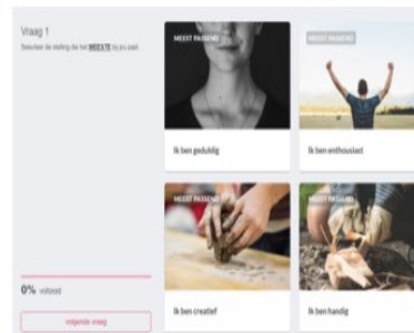 Vraag 1
Selecteer de stelling die het MEESTE bij jou past.
MEEST PASSEND
Ik ben geduldig
MEEST PASSEND
Ik ben enthousiast
MEEST PASSEND
Ik ben creatief
MEEST PASSEND
Ik ben handig
0% voltooid
volgende vraag